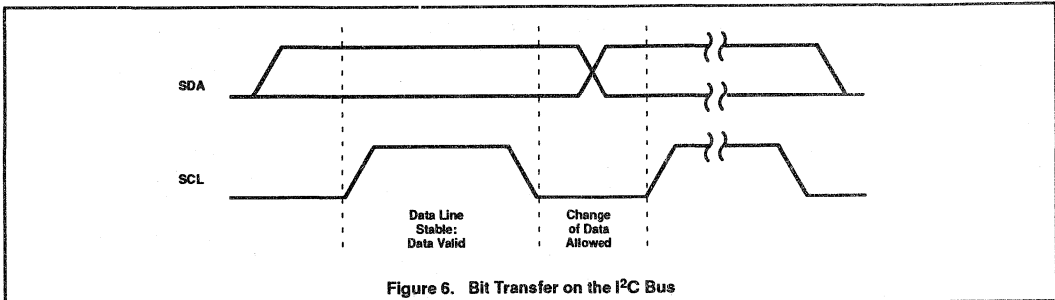 SDA
SCL
Data Line
Stable:
Data Valid
Change
of Data
Allowed
Figure 6. Bit Transfer on the I²C Bus